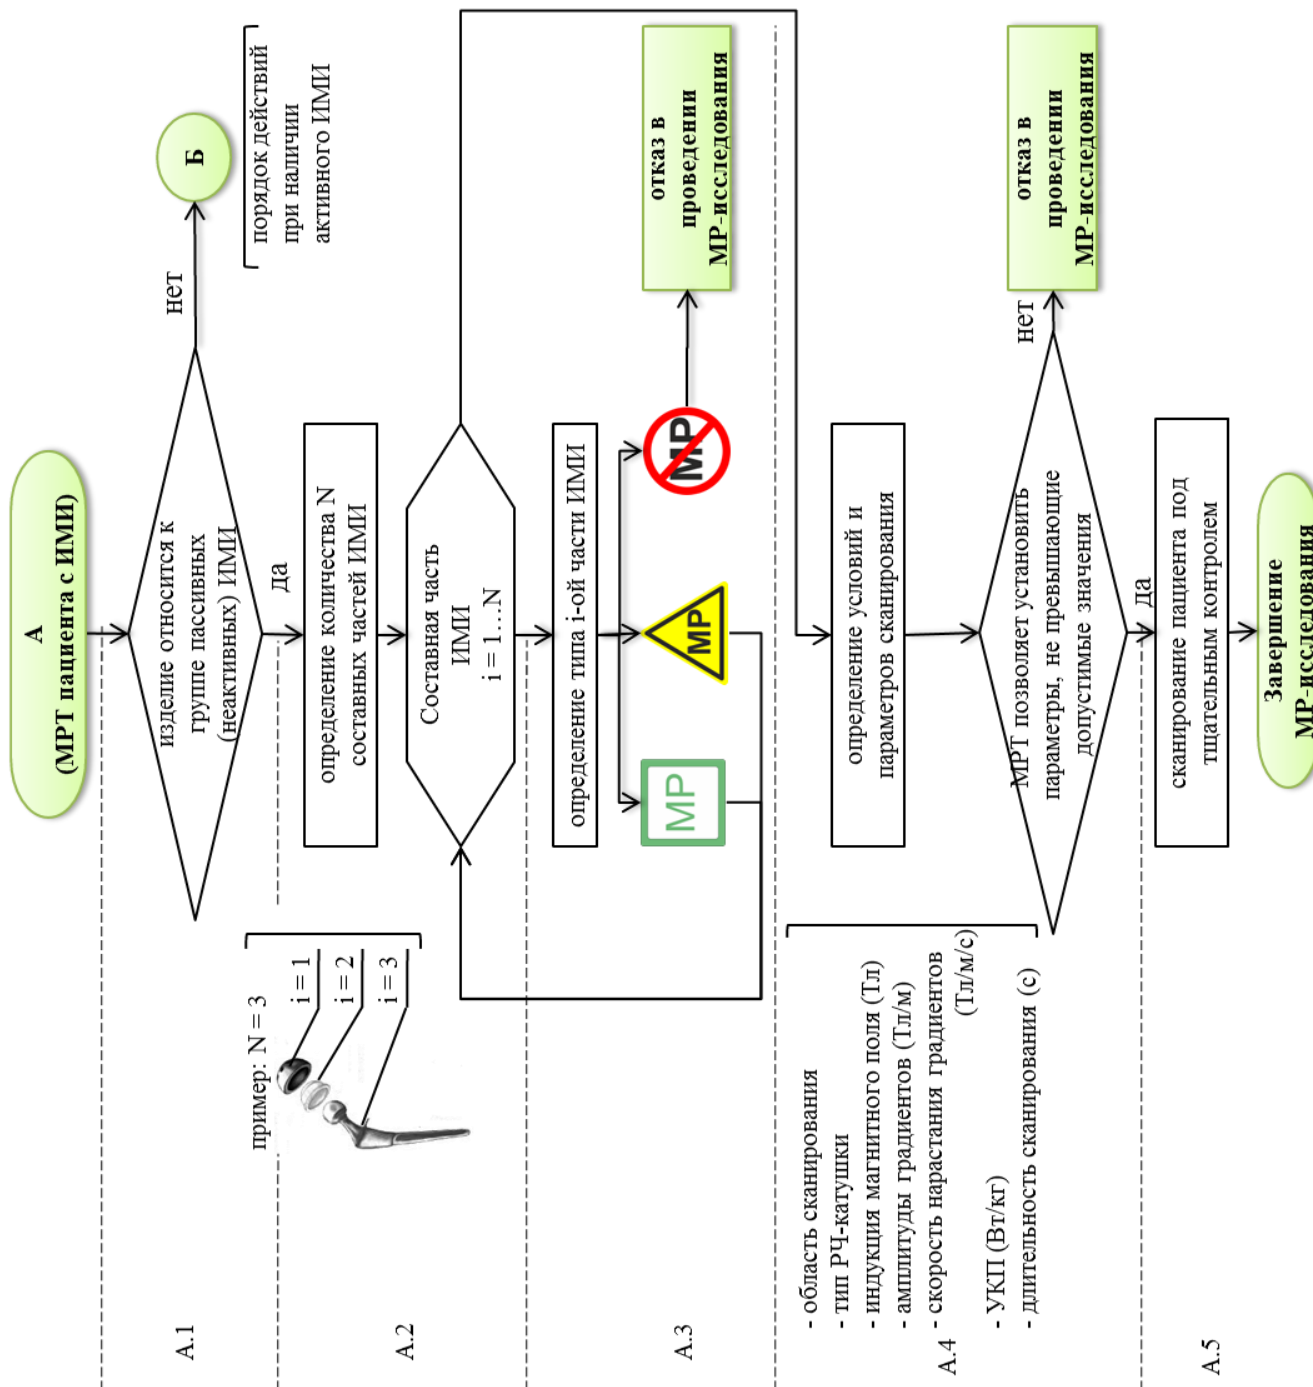 А
(МРТ пациента с ИМИ)
А.1
изделие относится к
группе пассивных
(неактивных) ИМИ
нет
Б
порядок действий
при наличии
активного ИМИ
да
А.2
пример: N = 3
i = 1
i = 2
i = 3
определение количества N
составных частей ИМИ
Составная часть
ИМИ
i = 1…N
А.3
определение типа i-ой части ИМИ
МР
МР
МР
отказ в
проведении
МР-исследования
А.4
- область сканирования
- тип РЧ-катушки
- индукция магнитного поля (Тл)
- амплитуды градиентов (Тл/м)
- скорость нарастания градиентов
(Тл/м/с)
- УКП (Вт/кг)
- длительность сканирования (с)
определение условий и
параметров сканирования
МРТ позволяет установить
параметры, не превышающие
допустимые значения
нет
отказ в
проведении
МР-исследования
да
А.5
сканирование пациента под
тщательным контролем
Завершение
МР-исследования